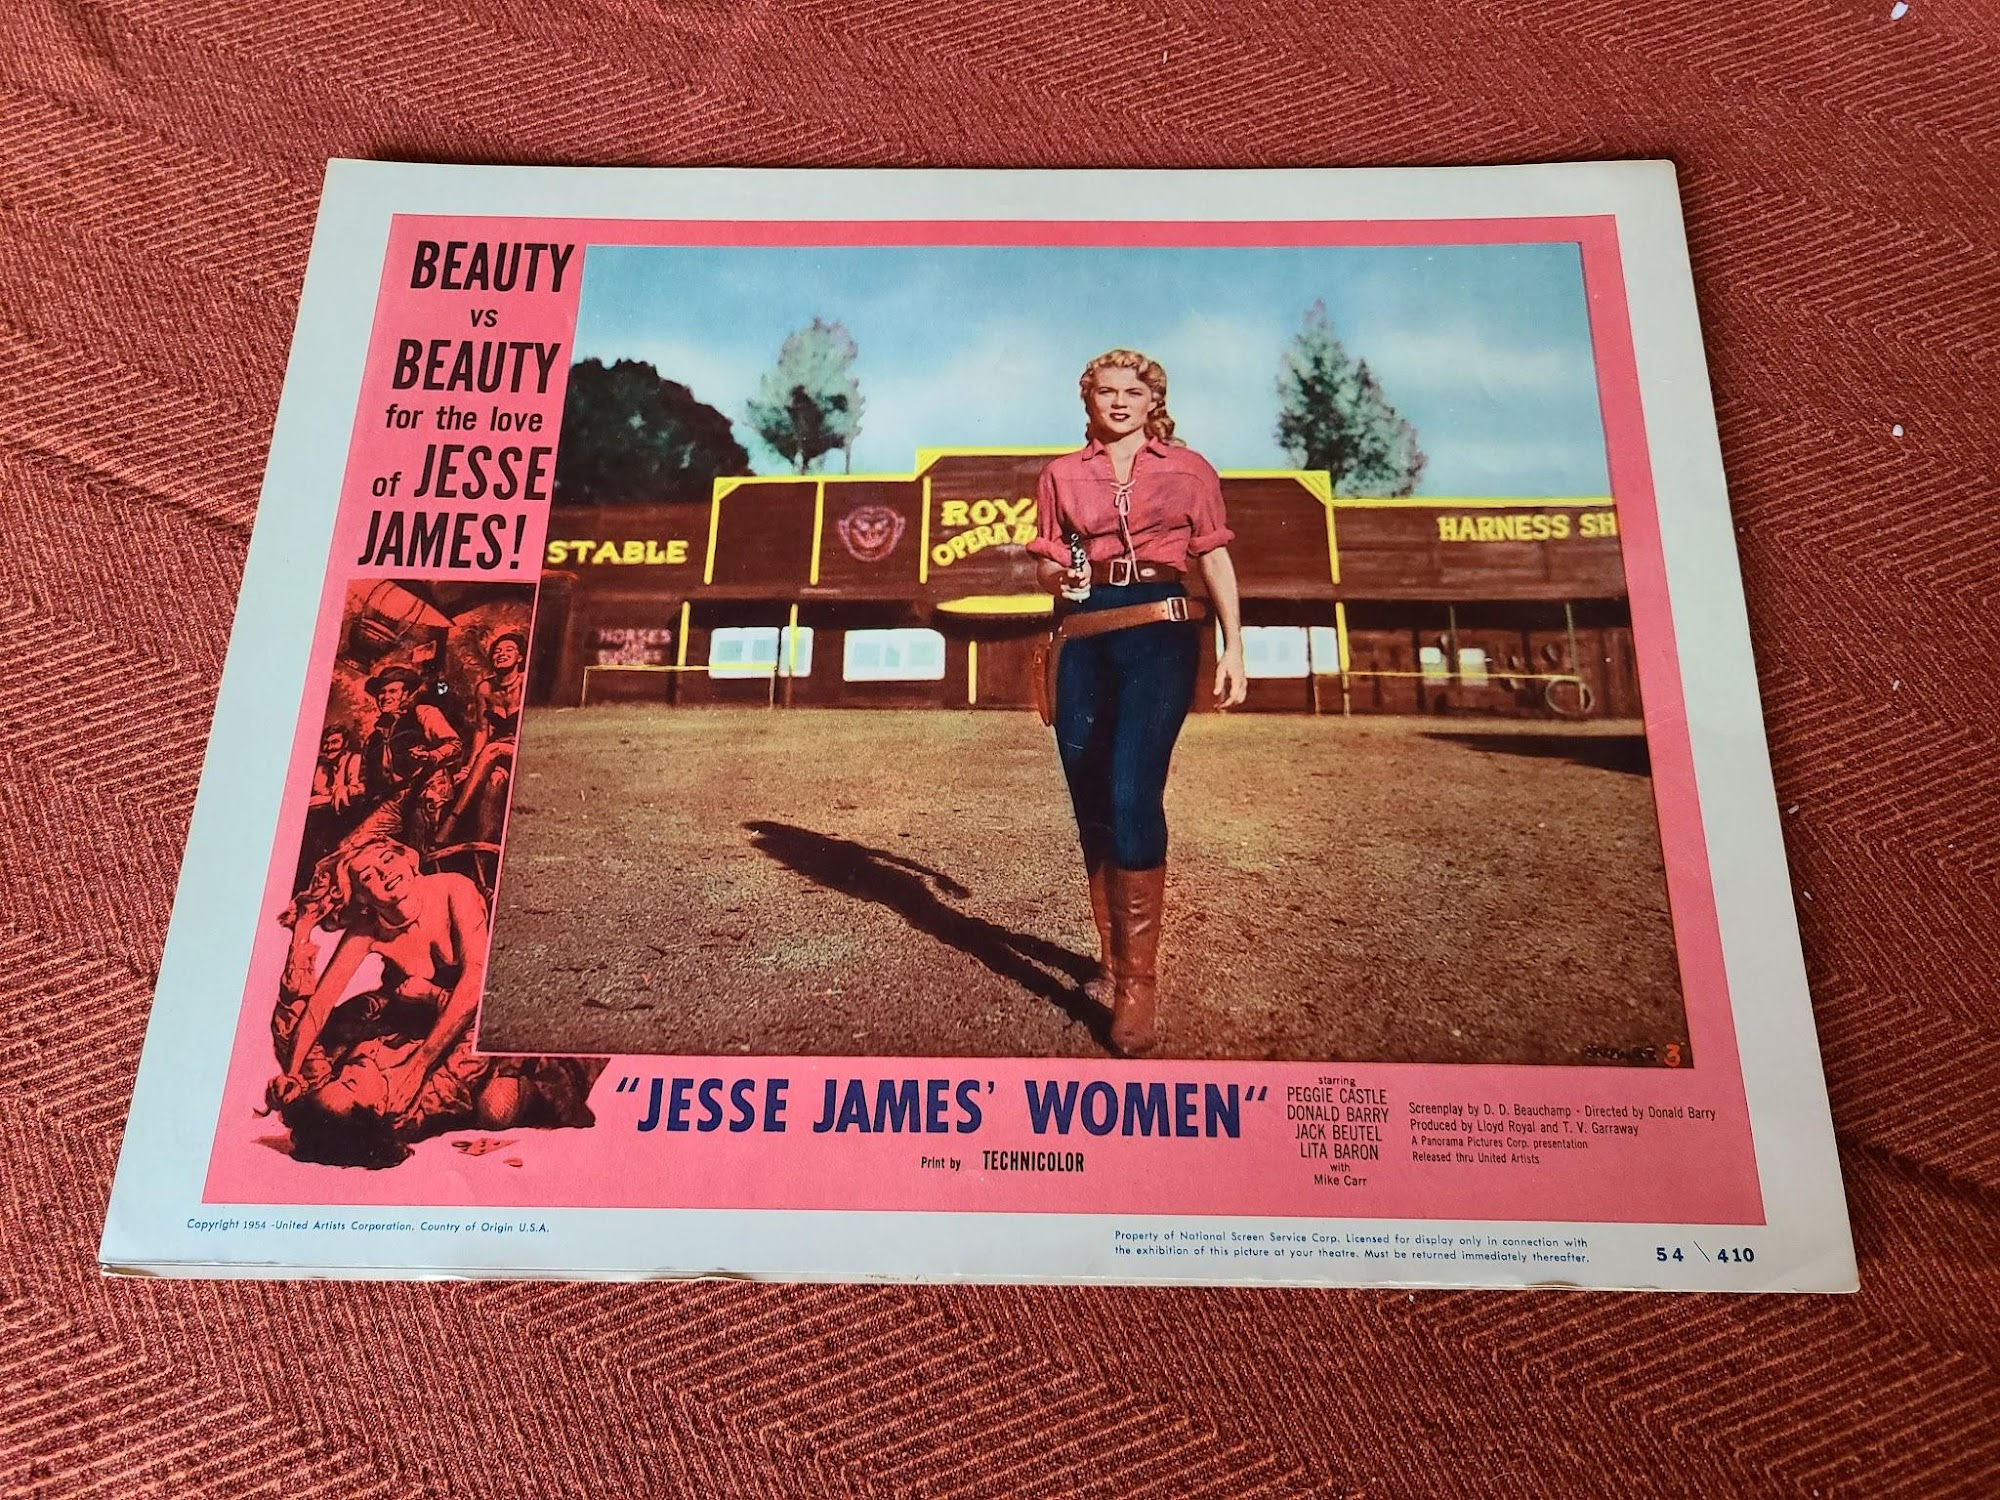 BEAUTY
vs
BEAUTY
for the love
of JESSE
JAMES!
STABLE
ROYA
OPERA H
HARNESS SH
HORSES
3
"JESSE JAMES' WOMEN"
Print by TECHNICOLOR
starring
PEGGIE CASTLE
DONALD BARRY
JACK BEUTEL
LITA BARON
with
Mike Carr
Screenplay by D. D. Beauchamp - Directed by Donald Barry
Produced by Lloyd Royal and T. V. Garraway
A Panorama Pictures Corp. presentation
Released thru United Artists
Copyright 1954 -United Artists Corporation. Country of Origin U.S.A.
Property of National Screen Service Corp. Licensed for display only in connection with
the exhibition of this picture at your theatre. Must be returned immediately thereafter.
54 \ 410